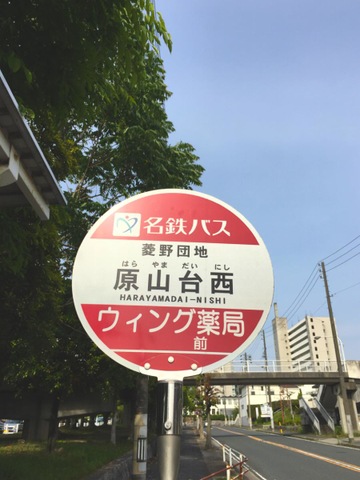 名鉄バス
菱野団地
はら やま だい にし
原山台西
HARAYAMADAI-NISHI
ウィング薬局
前